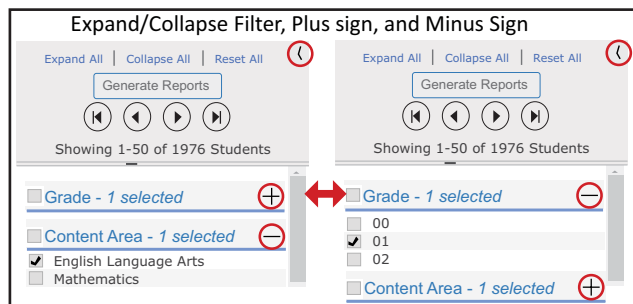 Expand/Collapse Filter, Plus sign, and Minus Sign
Expand All | Collapse All | Reset All
Generate Reports
Showing 1-50 of 1976 Students
Grade - 1 selected
Content Area - 1 selected
English Language Arts
Mathematics
Expand All | Collapse All | Reset All
Generate Reports
Showing 1-50 of 1976 Students
Grade - 1 selected
00
01
02
Content Area - 1 selected